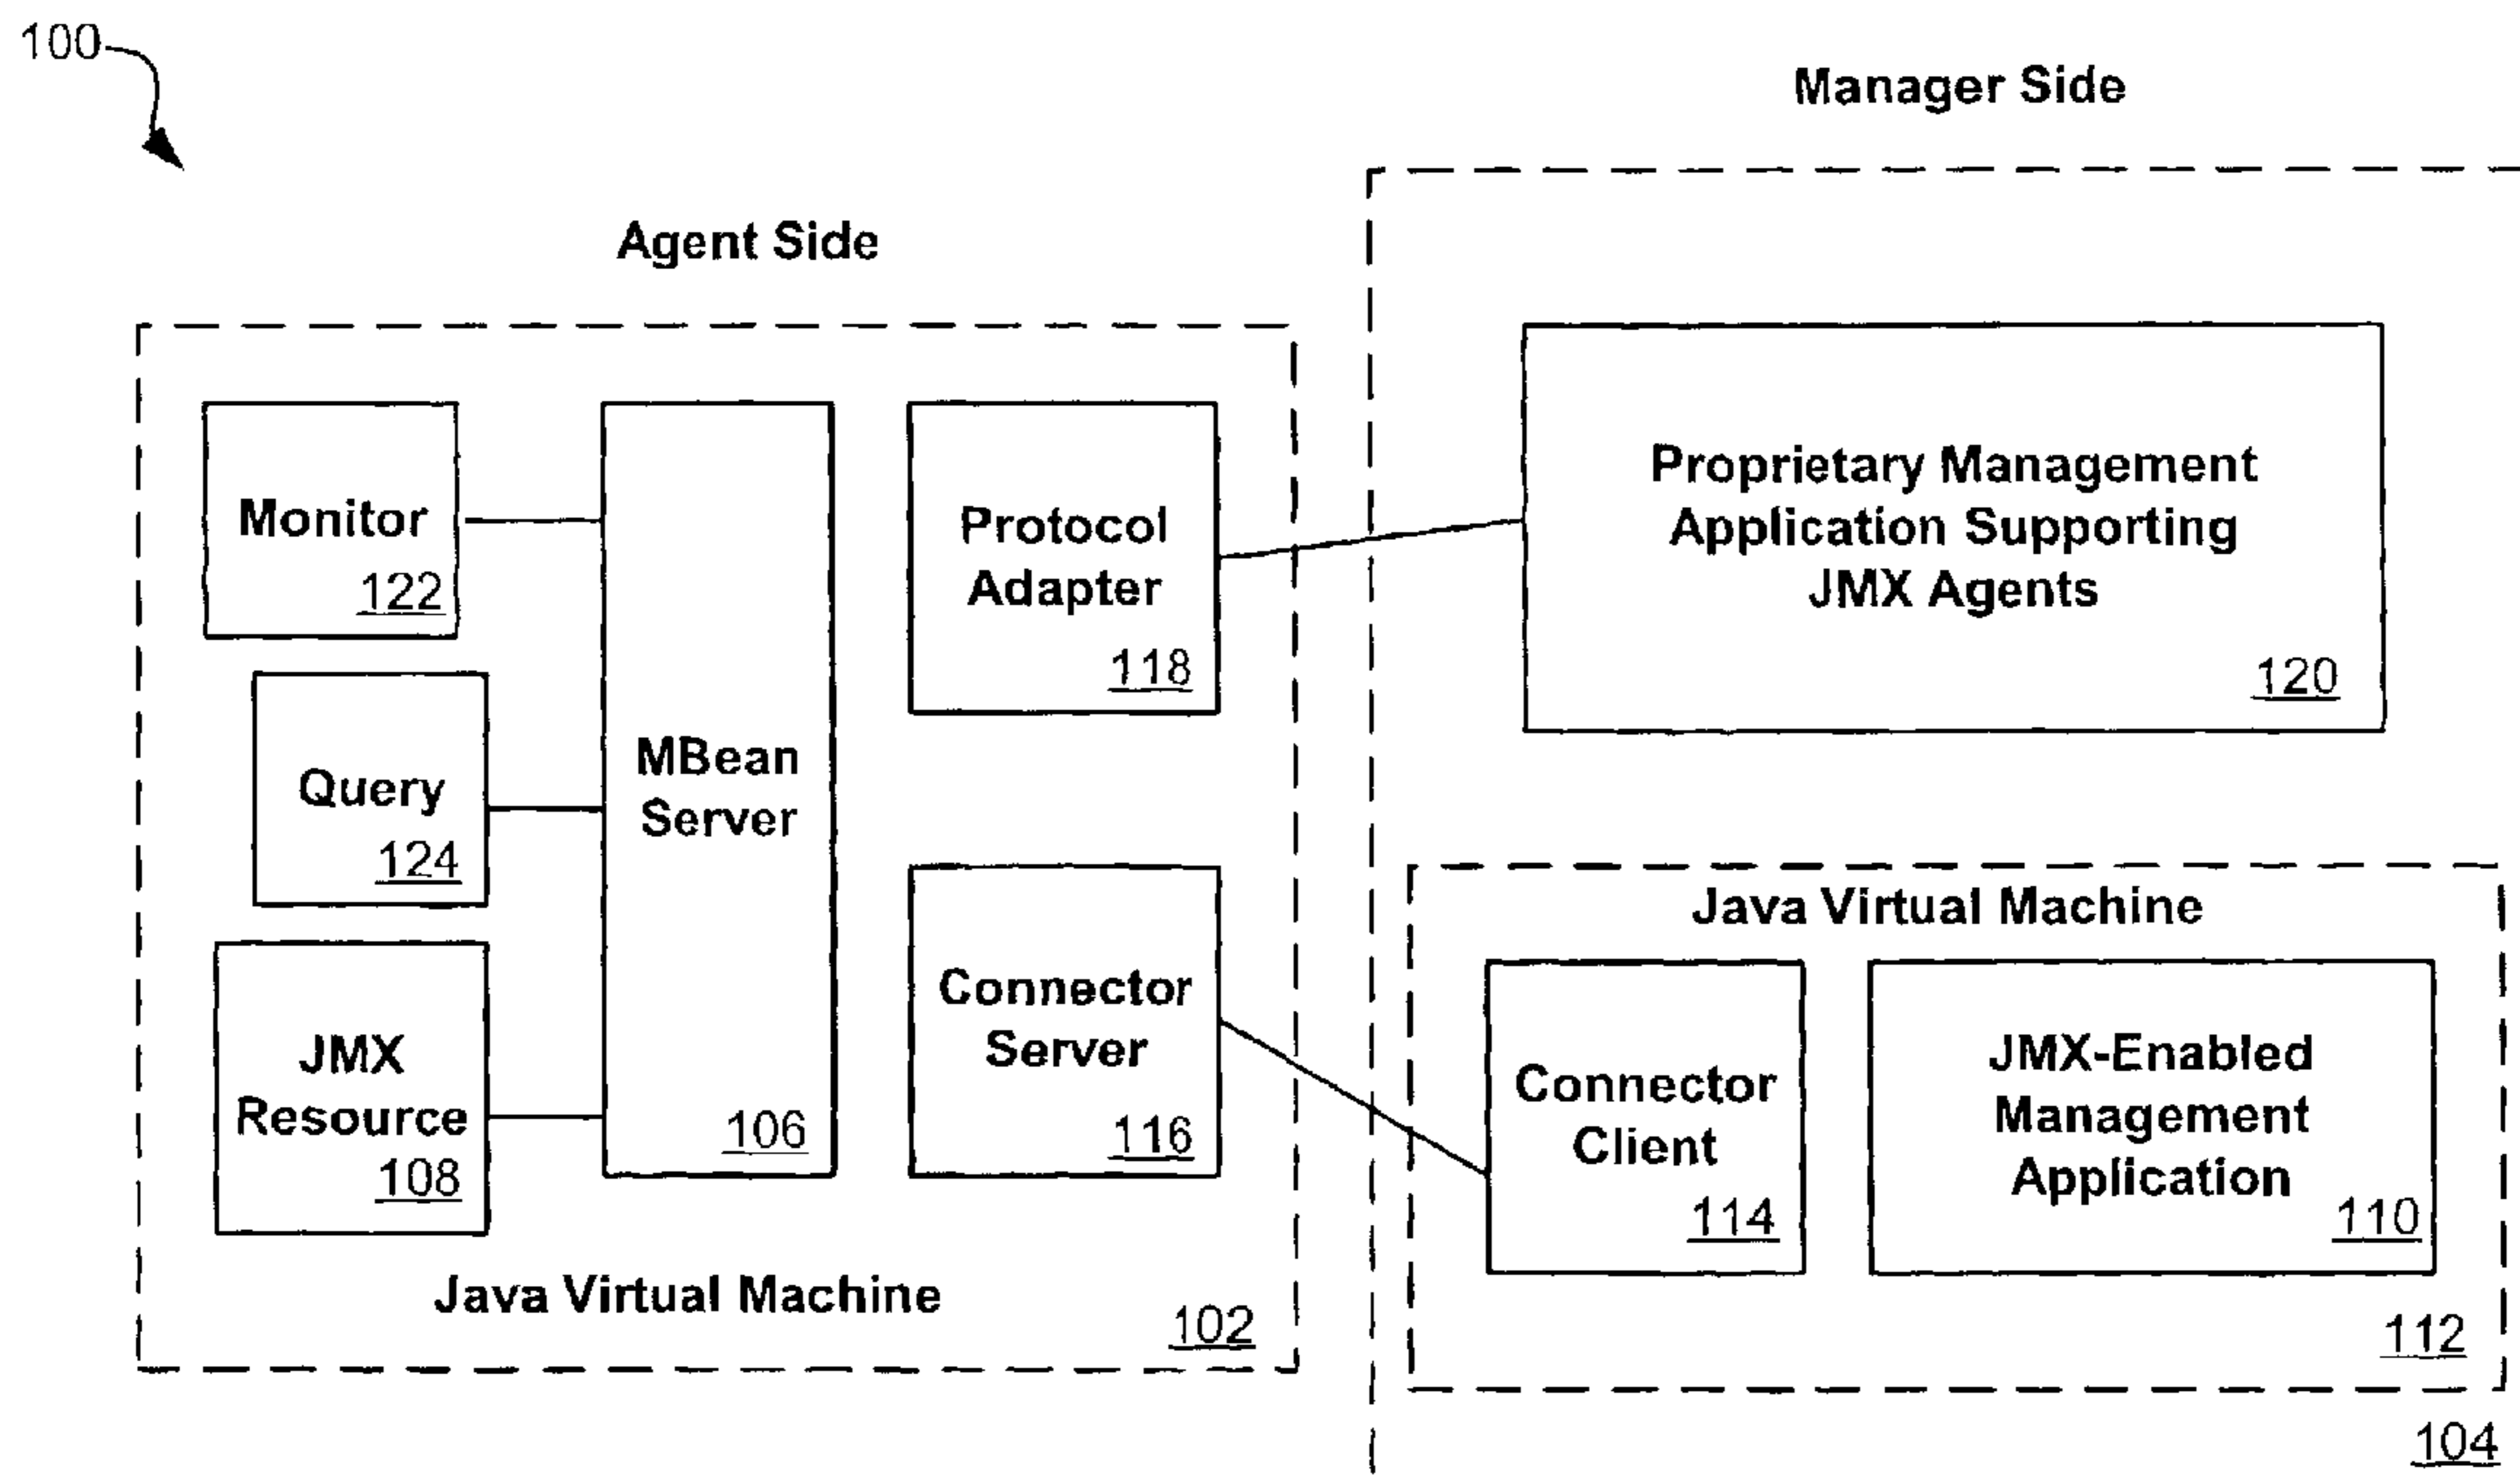 100
Manager Side
Agent Side
Monitor
122
Query
124
JMX
Resource
108
MBean
Server
106
Protocol
Adapter
118
Connector
Server
116
Java Virtual Machine
102
Proprietary Management
Application Supporting
JMX Agents
120
Java Virtual Machine
Connector
Client
114
JMX-Enabled
Management
Application
110
112
104